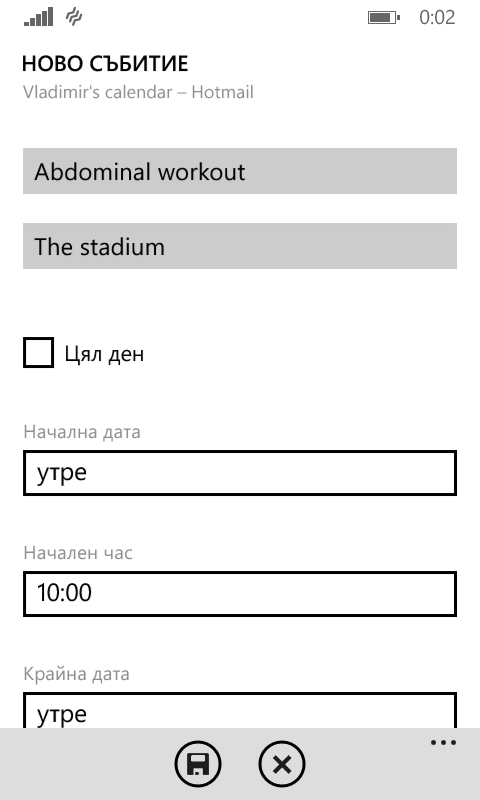 0:02
НОВО СЪБИТИЕ
Vladimir's calendar – Hotmail
Abdominal workout
The stadium
Цял ден
Начална дата
утре
Начален час
10:00
Крайна дата
утре